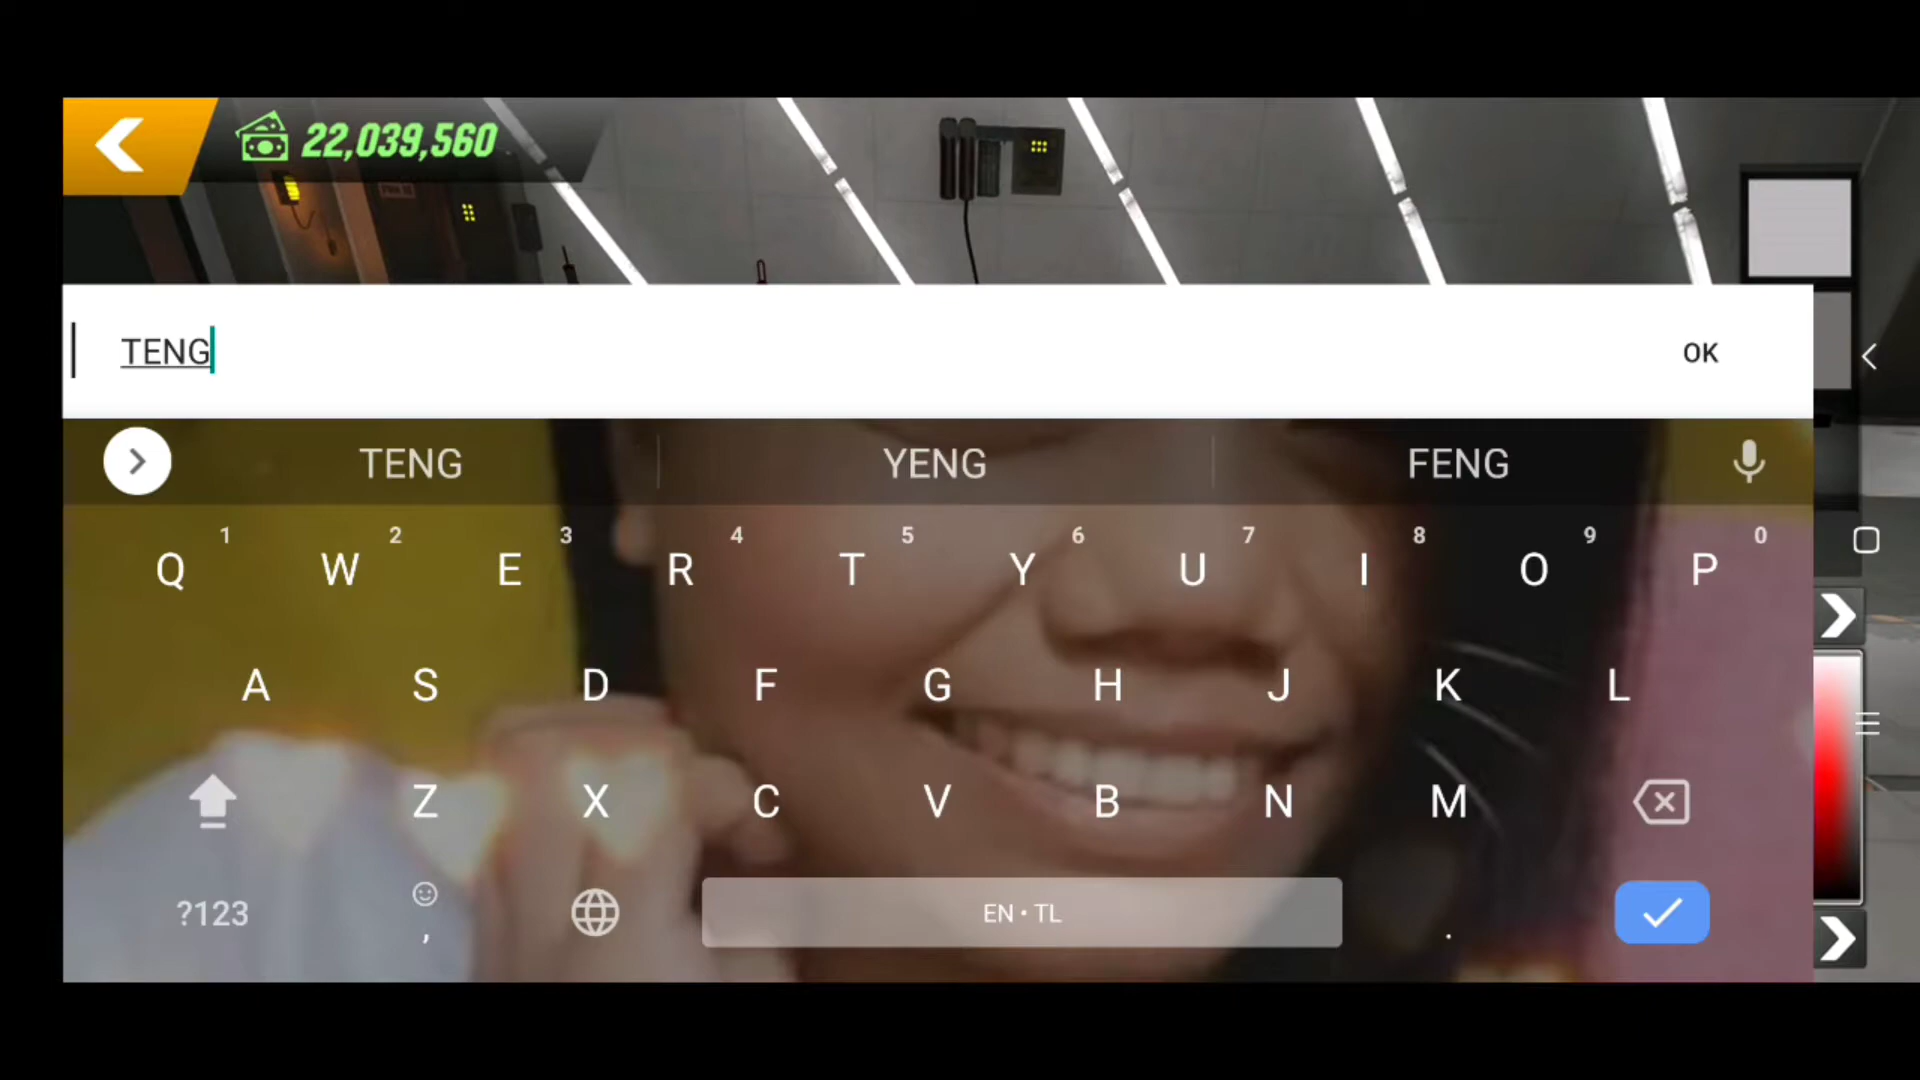 22,039,560
TENG
OK
TENG YENG FENG
1 2 3 4 5 6 7 8 9 0
Q W E R T Y U I O P
A S D F G H J K L
Z X C V B N M
?123 , EN • TL .